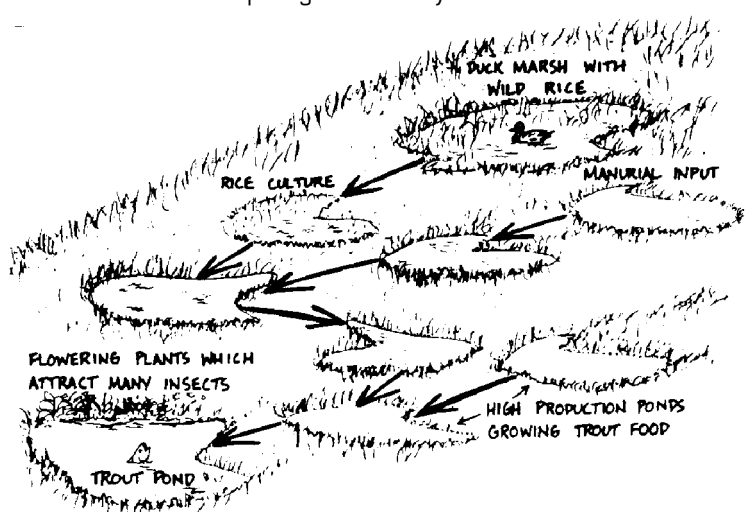 DUCK MARSH WITH
WILD RICE
RICE CULTURE
MANURIAL INPUT
FLOWERING PLANTS WHICH
ATTRACT MANY INSECTS
HIGH PRODUCTION PONDS
GROWING TROUT FOOD
TROUT POND